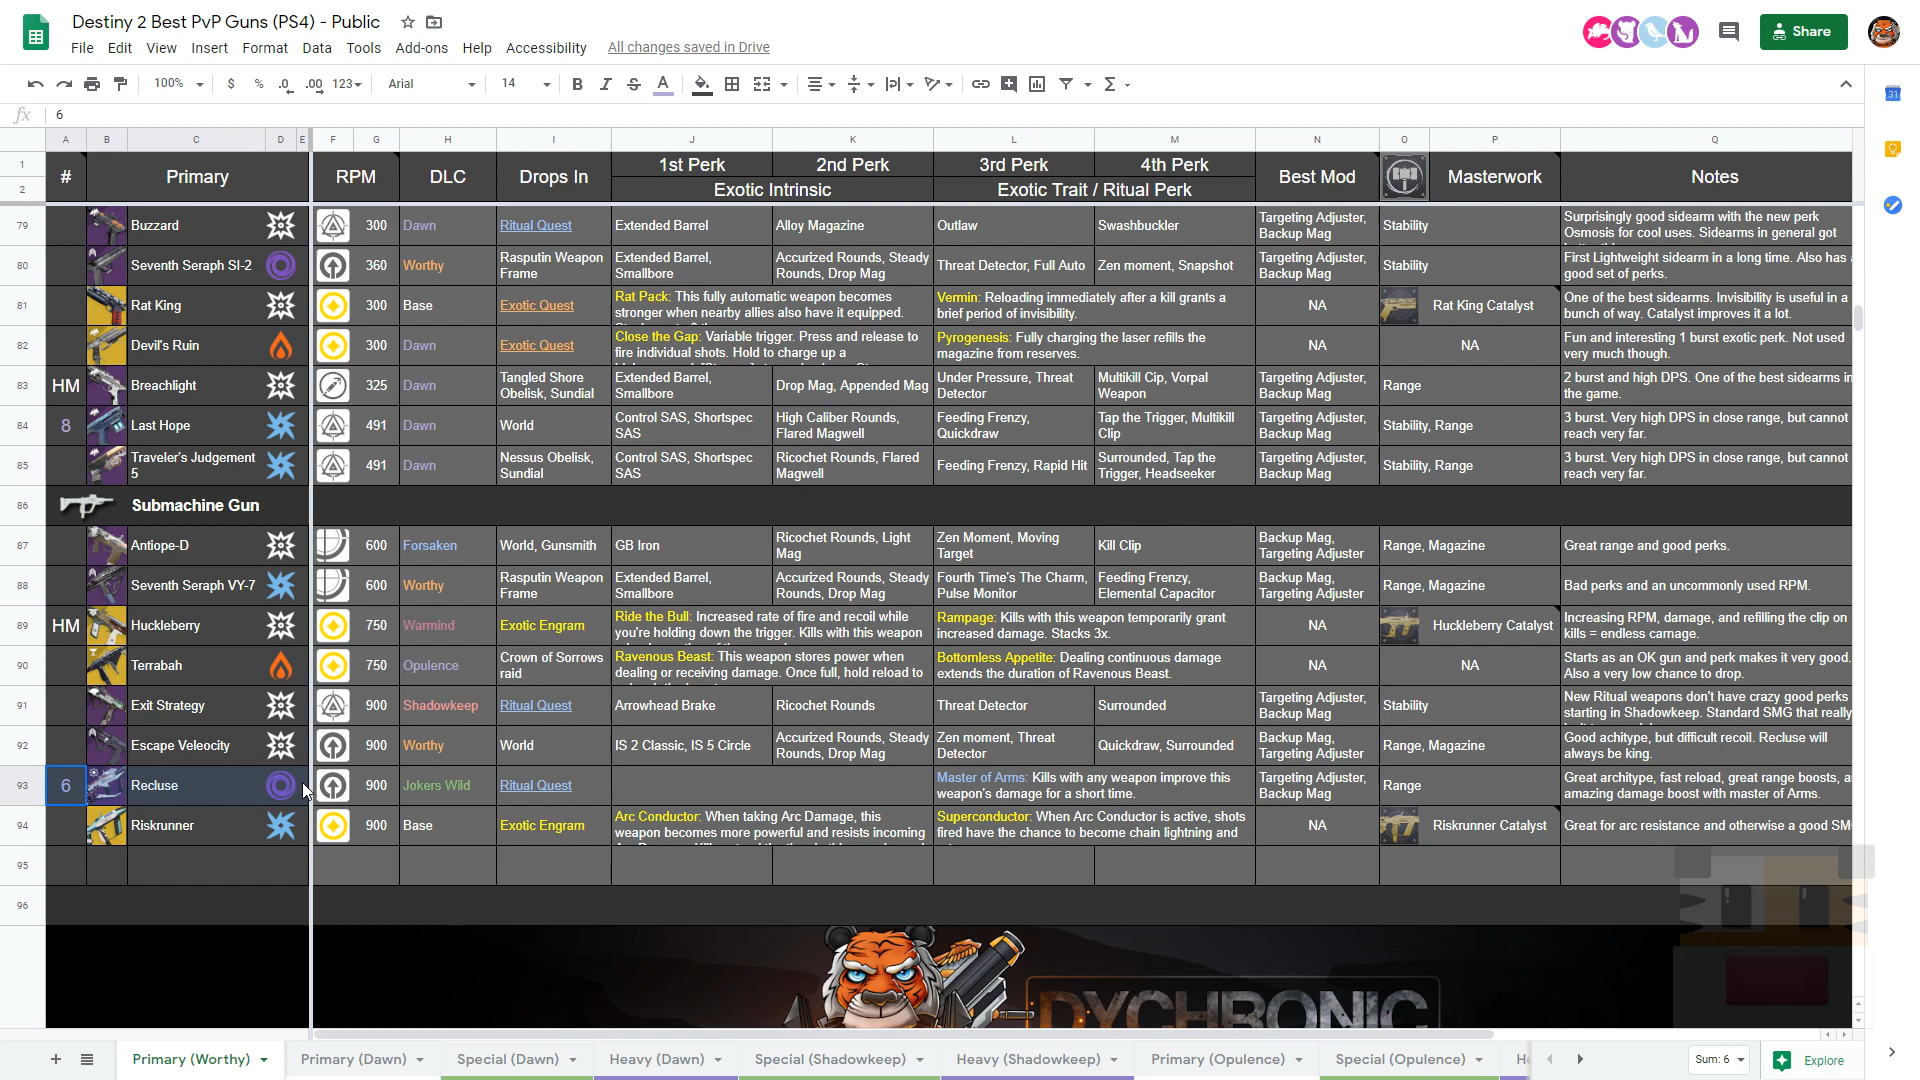 Destiny 2 Best PvP Guns (PS4) - Public
File Edit View Insert Format Data Tools Add-ons Help Accessibility All changes saved in Drive
Share
100% $ % .0 .00 123 Arial 14 B I S A
fx 6
A B C D E F G H I J K L M N O P Q
1 # Primary RPM DLC Drops In 1st Perk 2nd Perk 3rd Perk 4th Perk Best Mod Masterwork Notes
2 Exotic Intrinsic Exotic Trait / Ritual Perk
79 Buzzard 300 Dawn Ritual Quest Extended Barrel Alloy Magazine Outlaw Swashbuckler Targeting Adjuster, Backup Mag Stability Surprisingly good sidearm with the new perk Osmosis for cool uses. Sidearms in general got
80 Seventh Seraph SI-2 360 Worthy Rasputin Weapon Frame Extended Barrel, Smallbore Accurized Rounds, Steady Rounds, Drop Mag Threat Detector, Full Auto Zen moment, Snapshot Targeting Adjuster, Backup Mag Stability First Lightweight sidearm in a long time. Also has a good set of perks.
81 Rat King 300 Base Exotic Quest Rat Pack: This fully automatic weapon becomes stronger when nearby allies also have it equipped. Vermin: Reloading immediately after a kill grants a brief period of invisibility. NA Rat King Catalyst One of the best sidearms. Invisibility is useful in a bunch of way. Catalyst improves it a lot.
82 Devil's Ruin 300 Dawn Exotic Quest Close the Gap: Variable trigger. Press and release to fire individual shots. Hold to charge up a Pyrogenesis: Fully charging the laser refills the magazine from reserves. NA NA Fun and interesting 1 burst exotic perk. Not used very much though.
83 HM Breachlight 325 Dawn Tangled Shore Obelisk, Sundial Extended Barrel, Smallbore Drop Mag, Appended Mag Under Pressure, Threat Detector Multikill Cip, Vorpal Weapon Targeting Adjuster, Backup Mag Range 2 burst and high DPS. One of the best sidearms in the game.
84 8 Last Hope 491 Dawn World Control SAS, Shortspec SAS High Caliber Rounds, Flared Magwell Feeding Frenzy, Quickdraw Tap the Trigger, Multikill Clip Targeting Adjuster, Backup Mag Stability, Range 3 burst. Very high DPS in close range, but cannot reach very far.
85 Traveler's Judgement 5 491 Dawn Nessus Obelisk, Sundial Control SAS, Shortspec SAS Ricochet Rounds, Flared Magwell Feeding Frenzy, Rapid Hit Surrounded, Tap the Trigger, Headseeker Targeting Adjuster, Backup Mag Stability, Range 3 burst. Very high DPS in close range, but cannot reach very far.
86 Submachine Gun
87 Antiope-D 600 Forsaken World, Gunsmith GB Iron Ricochet Rounds, Light Mag Zen Moment, Moving Target Kill Clip Backup Mag, Targeting Adjuster Range, Magazine Great range and good perks.
88 Seventh Seraph VY-7 600 Worthy Rasputin Weapon Frame Extended Barrel, Smallbore Accurized Rounds, Steady Rounds, Drop Mag Fourth Time's The Charm, Pulse Monitor Feeding Frenzy, Elemental Capacitor Backup Mag, Targeting Adjuster Range, Magazine Bad perks and an uncommonly used RPM.
89 HM Huckleberry 750 Warmind Exotic Engram Ride the Bull: Increased rate of fire and recoil while you're holding down the trigger. Kills with this weapon Rampage: Kills with this weapon temporarily grant increased damage. Stacks 3x. NA Huckleberry Catalyst Increasing RPM, damage, and refilling the clip on kills = endless carnage.
90 Terrabah 750 Opulence Crown of Sorrows raid Ravenous Beast: This weapon stores power when dealing or receiving damage. Once full, hold reload to Bottomless Appetite: Dealing continuous damage extends the duration of Ravenous Beast. NA NA Starts as an OK gun and perk makes it very good. Also a very low chance to drop.
91 Exit Strategy 900 Shadowkeep Ritual Quest Arrowhead Brake Ricochet Rounds Threat Detector Surrounded Targeting Adjuster, Backup Mag Stability New Ritual weapons don't have crazy good perks starting in Shadowkeep. Standard SMG that really
92 Escape Veleocity 900 Worthy World IS 2 Classic, IS 5 Circle Accurized Rounds, Steady Rounds, Drop Mag Zen moment, Threat Detector Quickdraw, Surrounded Backup Mag, Targeting Adjuster Range, Magazine Good achitype, but difficult recoil. Recluse will always be king.
93 6 Recluse 900 Jokers Wild Ritual Quest Master of Arms: Kills with any weapon improve this weapon's damage for a short time. Targeting Adjuster, Backup Mag Range Great architype, fast reload, great range boosts, a amazing damage boost with master of Arms.
94 Riskrunner 900 Base Exotic Engram Arc Conductor: When taking Arc Damage, this weapon becomes more powerful and resists incoming Superconductor: When Arc Conductor is active, shots fired have the chance to become chain lightning and NA Riskrunner Catalyst Great for arc resistance and otherwise a good SM
95
96
DYCHRONIC
Primary (Worthy) Primary (Dawn) Special (Dawn) Heavy (Dawn) Special (Shadowkeep) Heavy (Shadowkeep) Primary (Opulence) Special (Opulence) Sum: 6 Explore